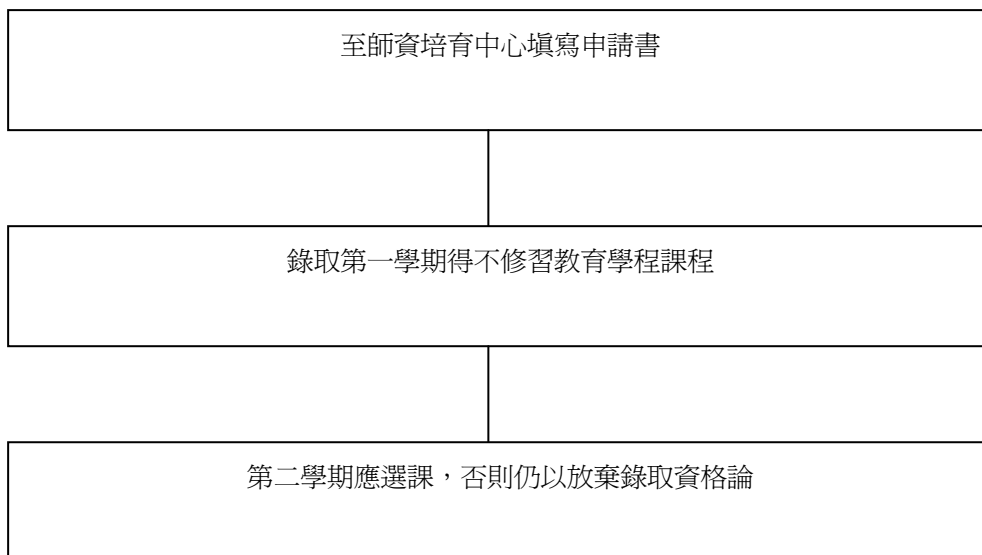 至師資培育中心填寫申請書
錄取第一學期得不修習教育學程課程
第二學期應選課，否則仍以放棄錄取資格論